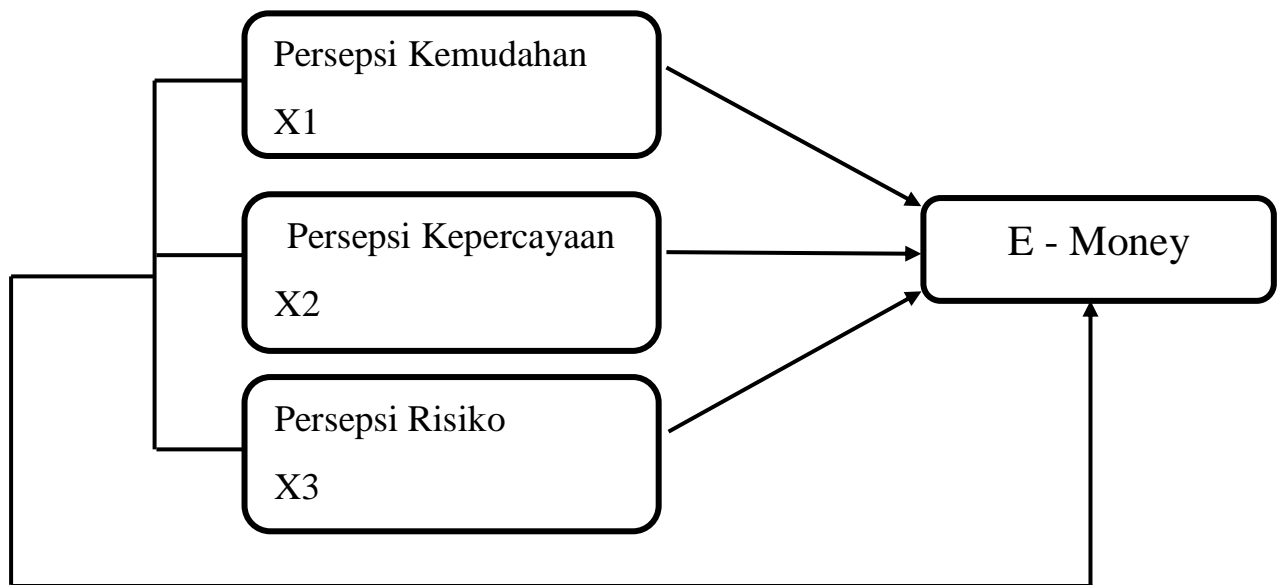 Persepsi Kemudahan
X1
Persepsi Kepercayaan
X2
E - Money
Persepsi Risiko
X3